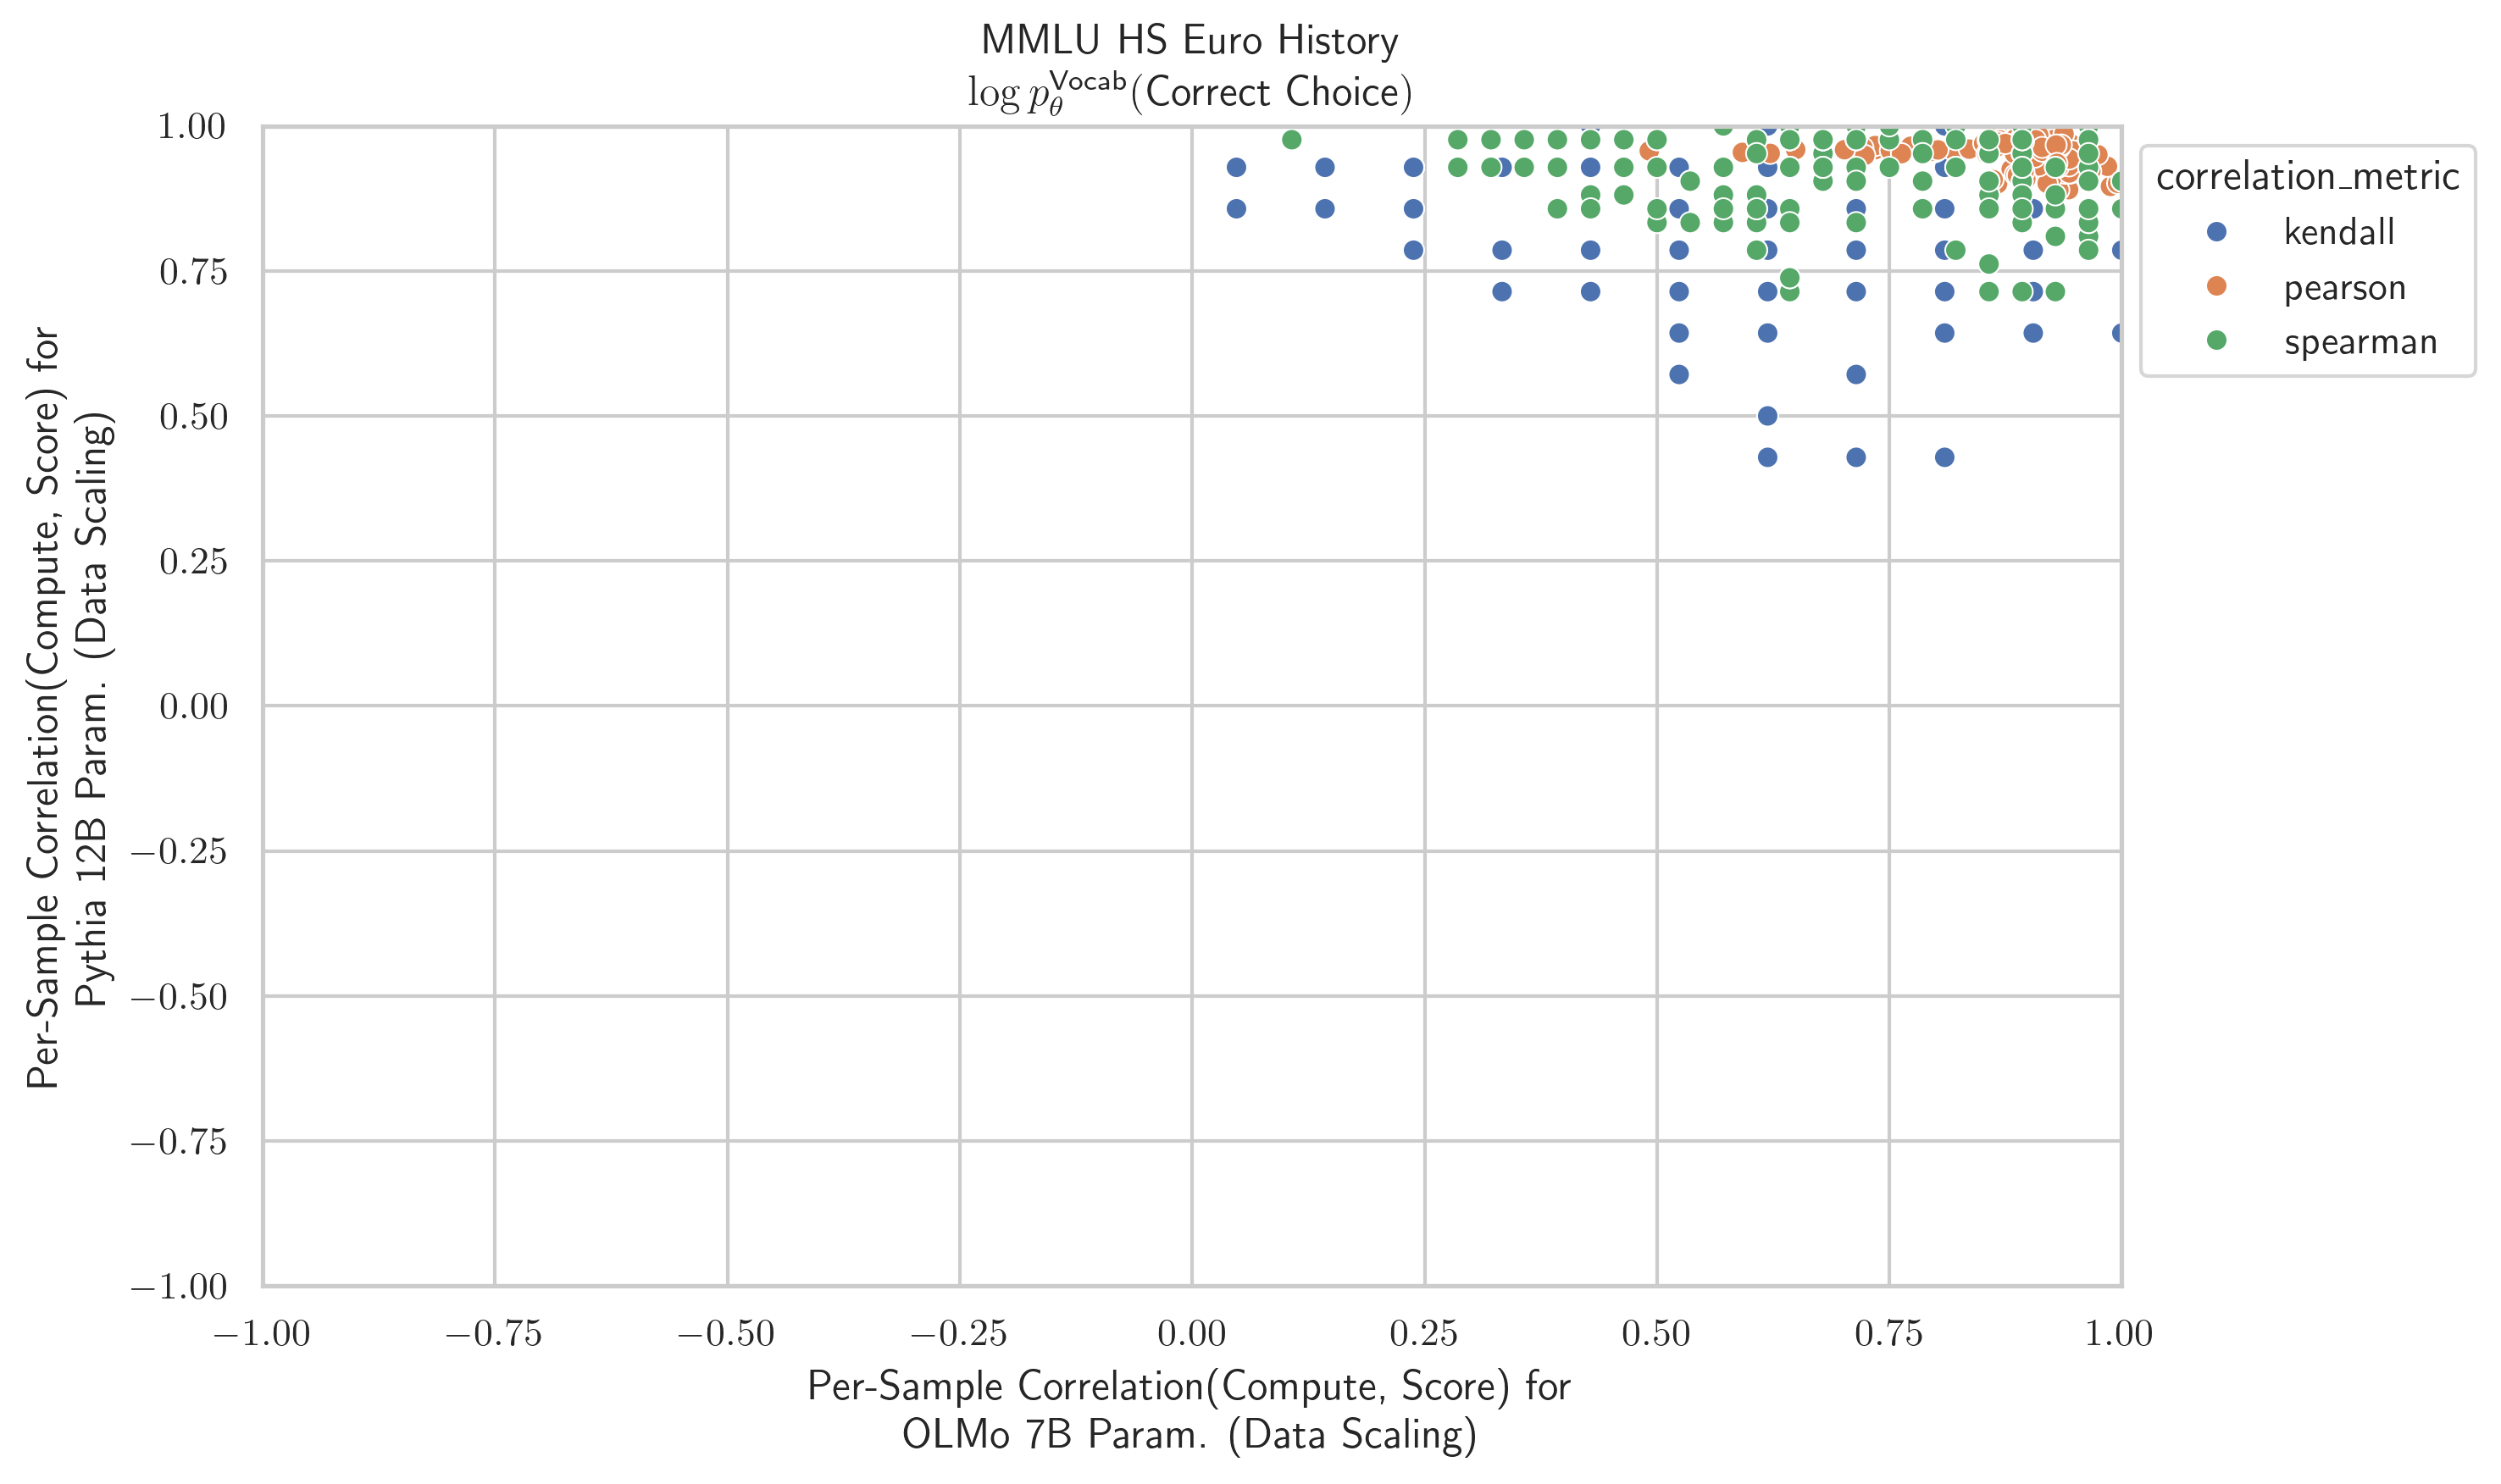 MMLU HS Euro History
log p_θ^Vocab(Correct Choice)
1.00
0.75
0.50
0.25
0.00
−0.25
−0.50
−0.75
−1.00
Per-Sample Correlation(Compute, Score) for
Pythia 12B Param. (Data Scaling)
−1.00
−0.75
−0.50
−0.25
0.00
0.25
0.50
0.75
1.00
Per-Sample Correlation(Compute, Score) for
OLMo 7B Param. (Data Scaling)
correlation_metric
kendall
pearson
spearman